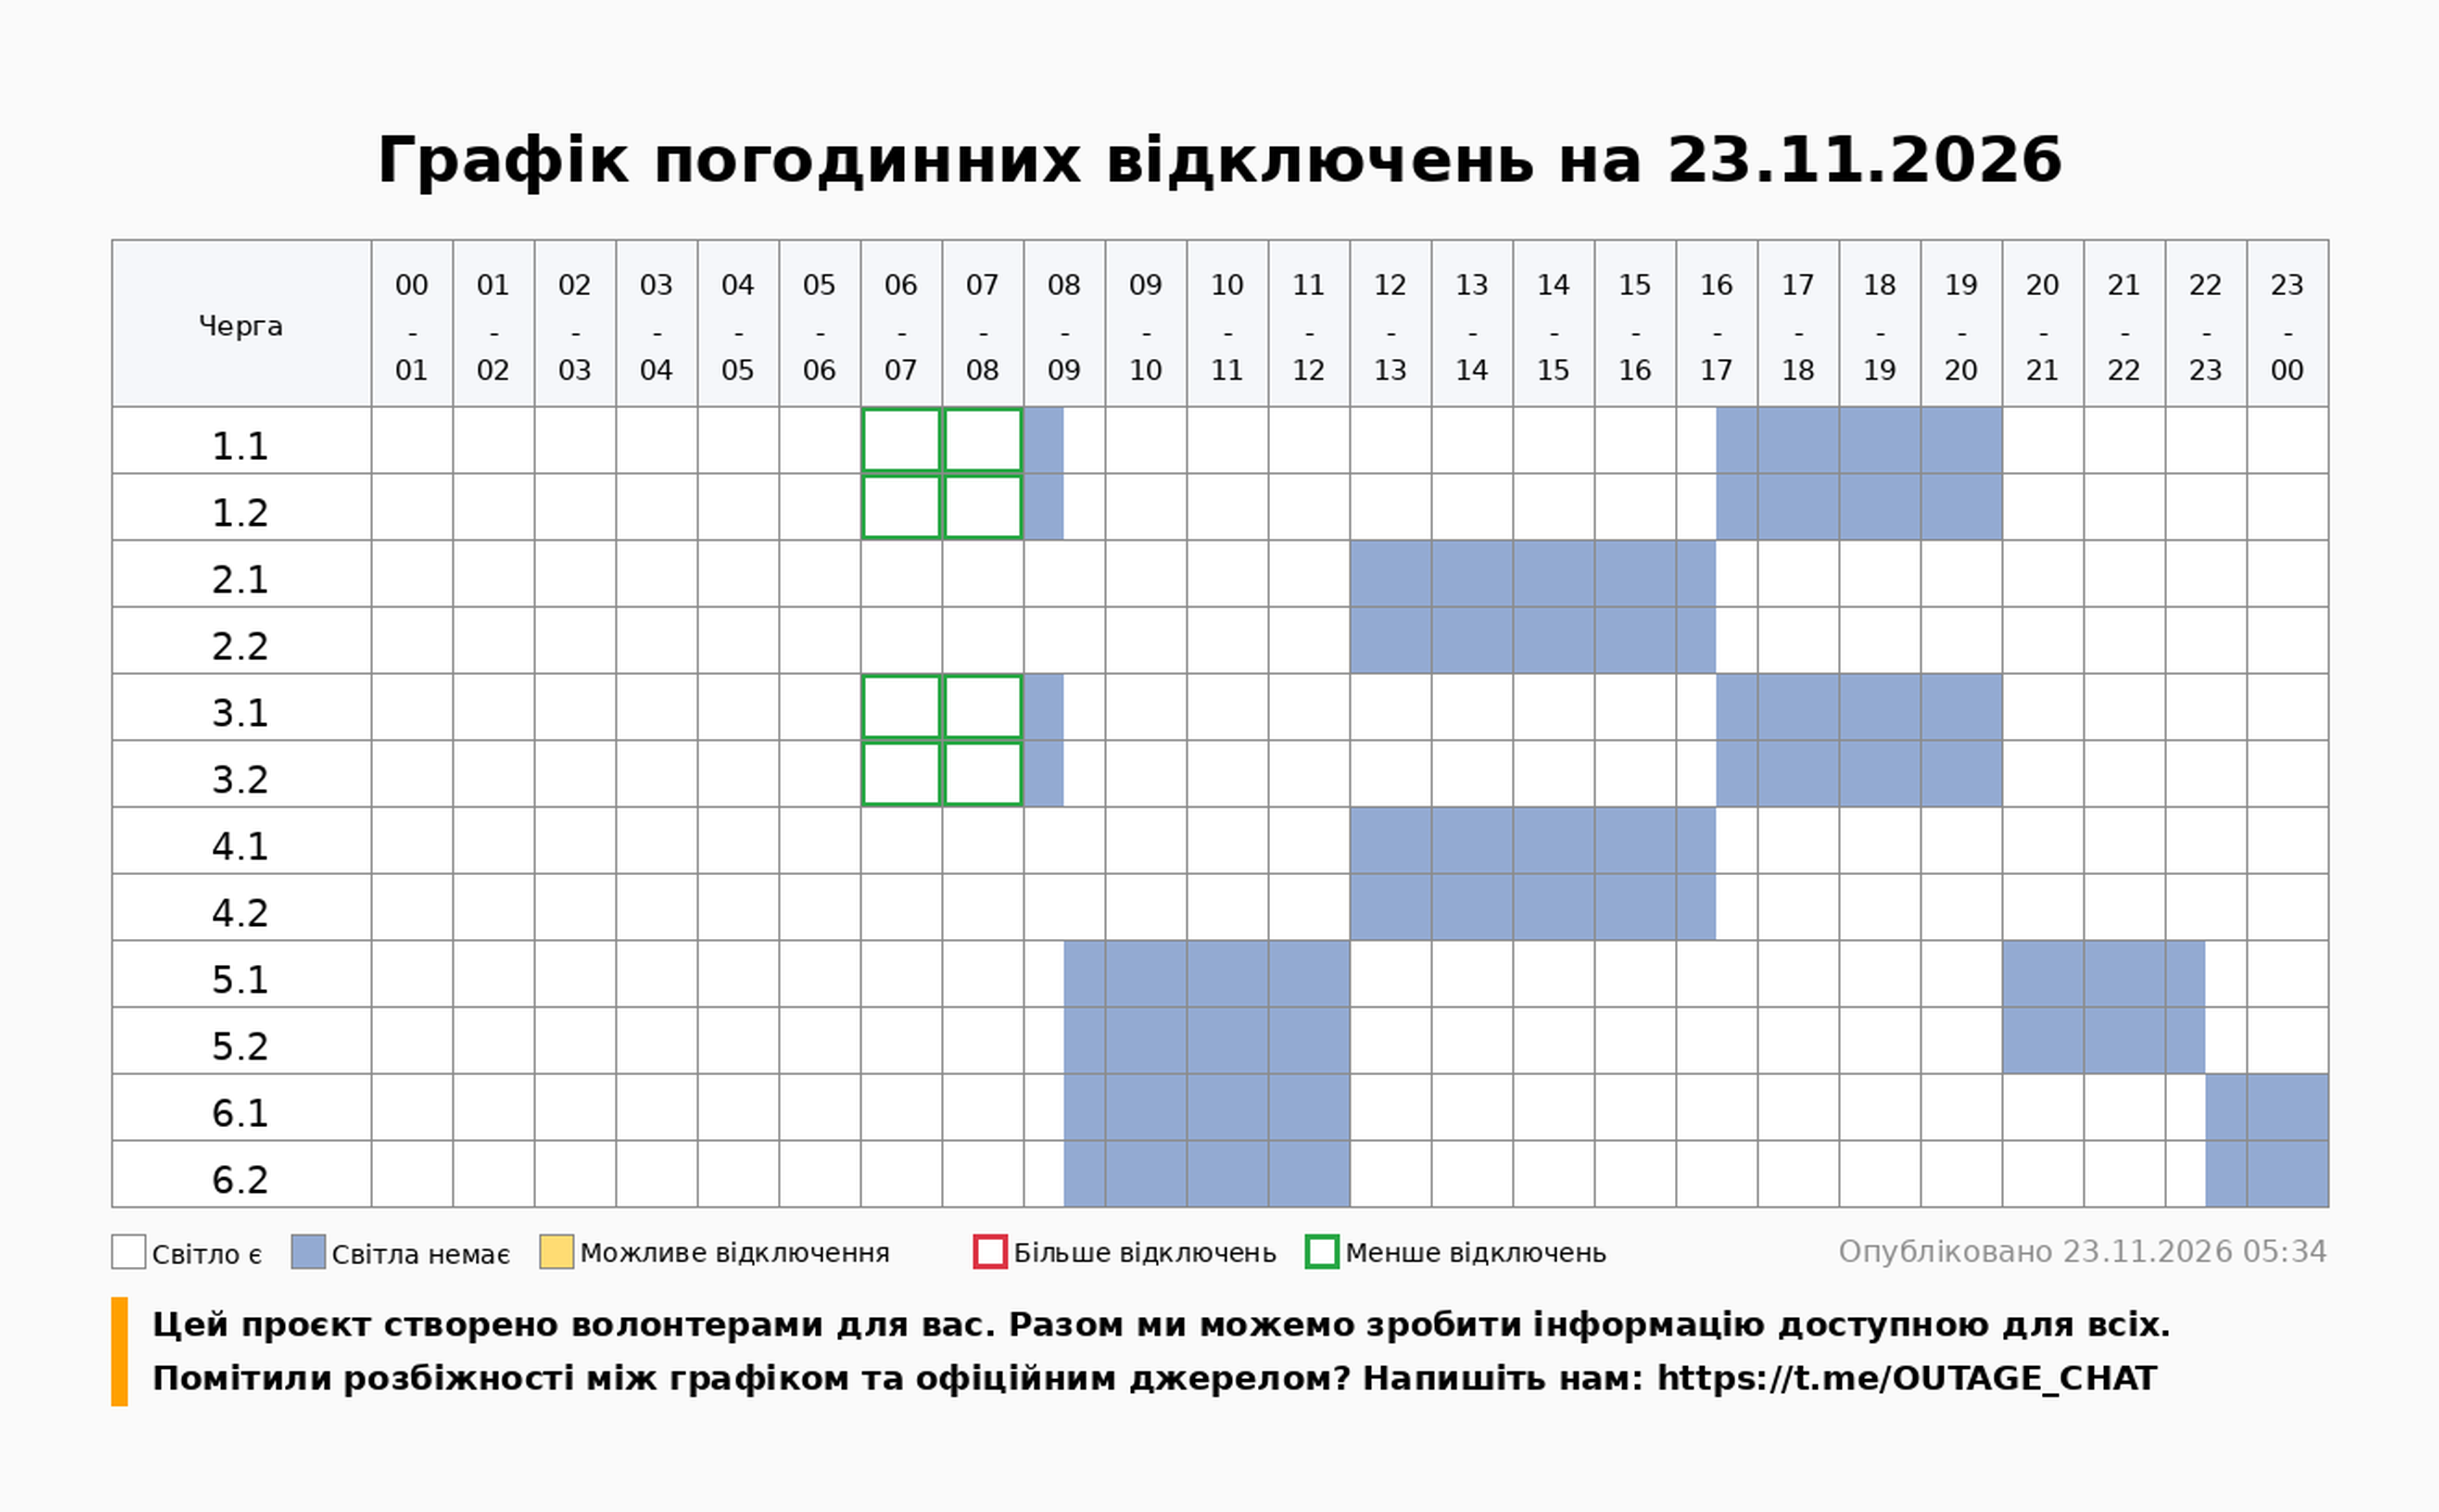 Графік погодинних відключень на 23.11.2026
Черга 00 - 01 01 - 02 02 - 03 03 - 04 04 - 05 05 - 06 06 - 07 07 - 08 08 - 09 09 - 10 10 - 11 11 - 12 12 - 13 13 - 14 14 - 15 15 - 16 16 - 17 17 - 18 18 - 19 19 - 20 20 - 21 21 - 22 22 - 23 23 - 00
1.1
1.2
2.1
2.2
3.1
3.2
4.1
4.2
5.1
5.2
6.1
6.2
Світло є Світла немає Можливе відключення Більше відключень Менше відключень Опубліковано 23.11.2026 05:34
Цей проєкт створено волонтерами для вас. Разом ми можемо зробити інформацію доступною для всіх.
Помітили розбіжності між графіком та офіційним джерелом? Напишіть нам: https://t.me/OUTAGE_CHAT